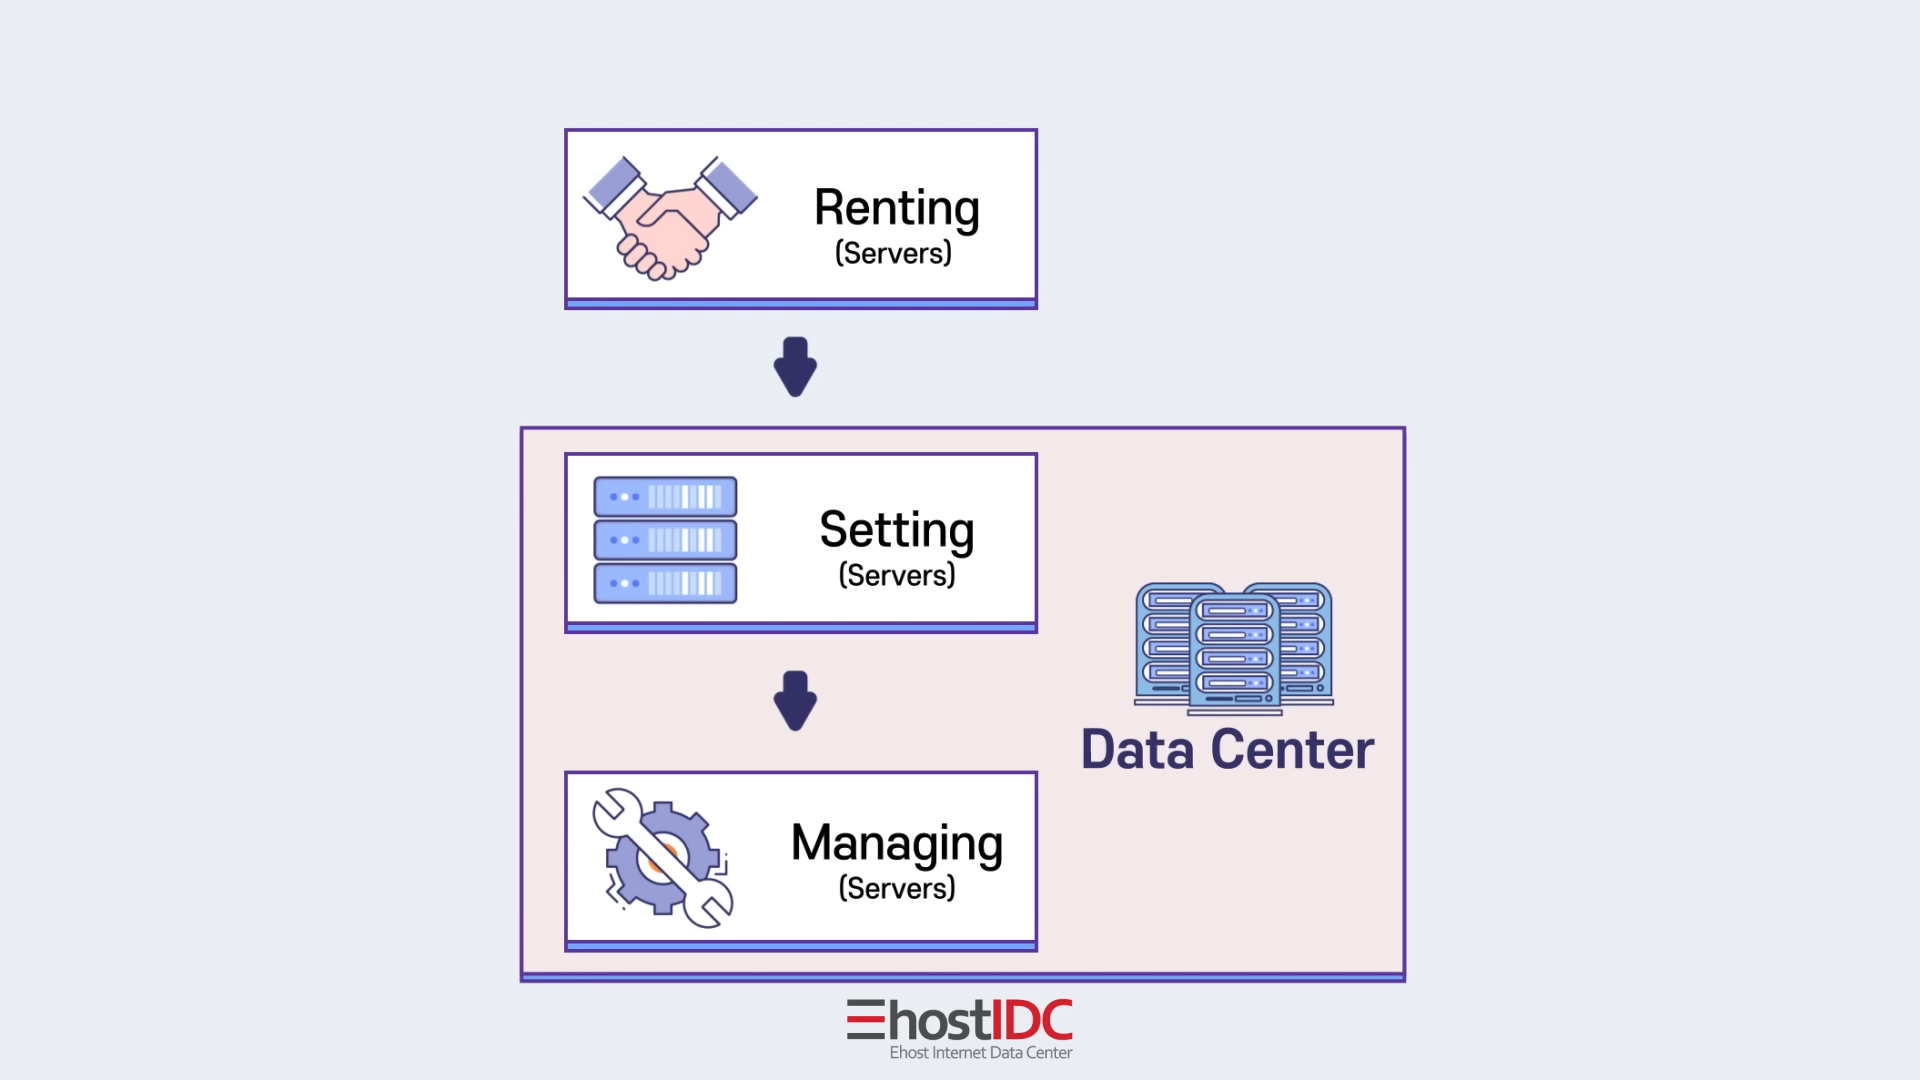 Renting
(Servers)
Setting
(Servers)
Data Center
Managing
(Servers)
EhostIDC
Ehost Internet Data Center